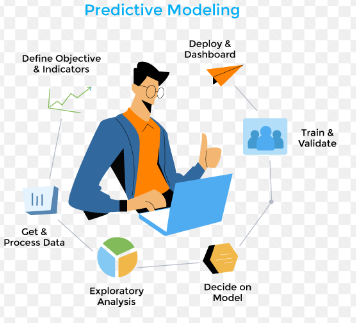 Predictive Modeling
Define Objective
& Indicators
Deploy &
Dashboard
Train &
Validate
Get &
Process Data
Exploratory
Analysis
Decide on
Model